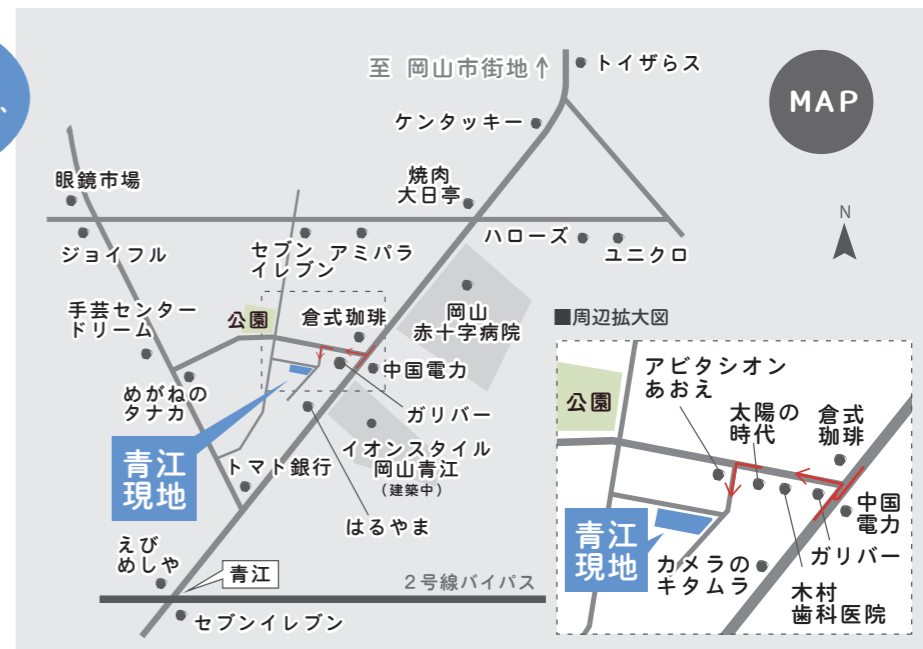 、
至 岡山市街地↑
トイザらス
MAP
ケンタッキー
焼肉
大日亭
眼鏡市場
N
ジョイフル
セブン
イレブン
アミパラ
ハローズ
ユニクロ
手芸センター
ドリーム
公園
倉式珈琲
岡山
赤十字病院
中国電力
めがねの
タナカ
ガリバー
青江
現地
トマト銀行
イオンスタイル
岡山青江
(建築中)
はるやま
えび
めしや
青江
2号線バイパス
セブンイレブン
■周辺拡大図
アビタシオン
あおえ
公園
太陽の
時代
倉式
珈琲
中国
電力
青江
現地
カメラの
キタムラ
ガリバー
木村
歯科医院